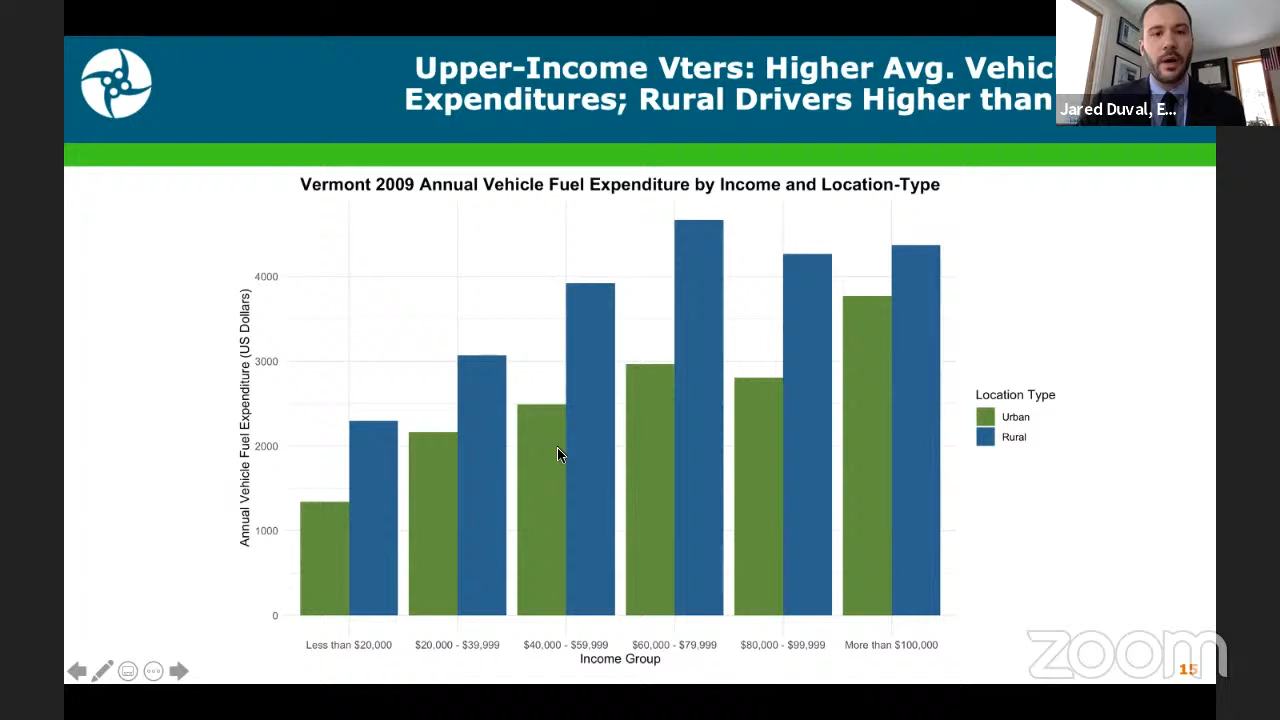 Upper-Income Vters: Higher Avg. Vehic
Expenditures; Rural Drivers Higher than
Jared Duval, E...
Vermont 2009 Annual Vehicle Fuel Expenditure by Income and Location-Type
Annual Vehicle Fuel Expenditure (US Dollars)
4000
3000
2000
1000
0
Less than $20,000
$20,000 - $39,999
$40,000 - $59,999
$60,000 - $79,999
$80,000 - $99,999
More than $100,000
Income Group
Location Type
Urban
Rural
zoom
15